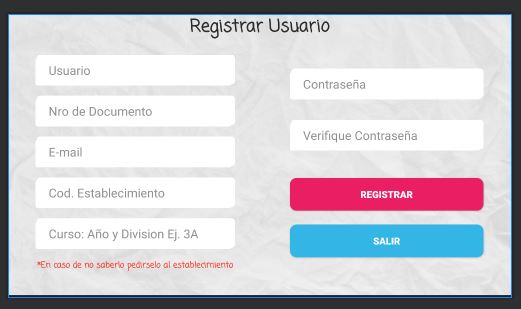 Registrar Usuario
Usuario
Nro de Documento
E-mail
Cod. Establecimiento
Curso: Año y Division Ej. 3A
*En caso de no saberlo pedirselo al establecimiento
Contraseña
Verifique Contraseña
REGISTRAR
SALIR